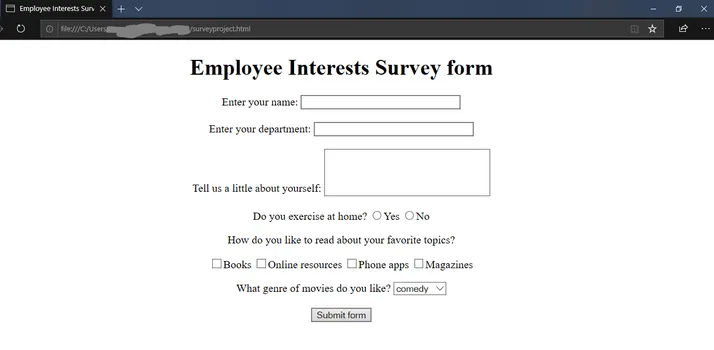 Employee Interests Surv
file:///C:/Users /surveyproject.html
Employee Interests Survey form
Enter your name:
Enter your department:
Tell us a little about yourself:
Do you exercise at home? Yes No
How do you like to read about your favorite topics?
Books Online resources Phone apps Magazines
What genre of movies do you like? comedy
Submit form